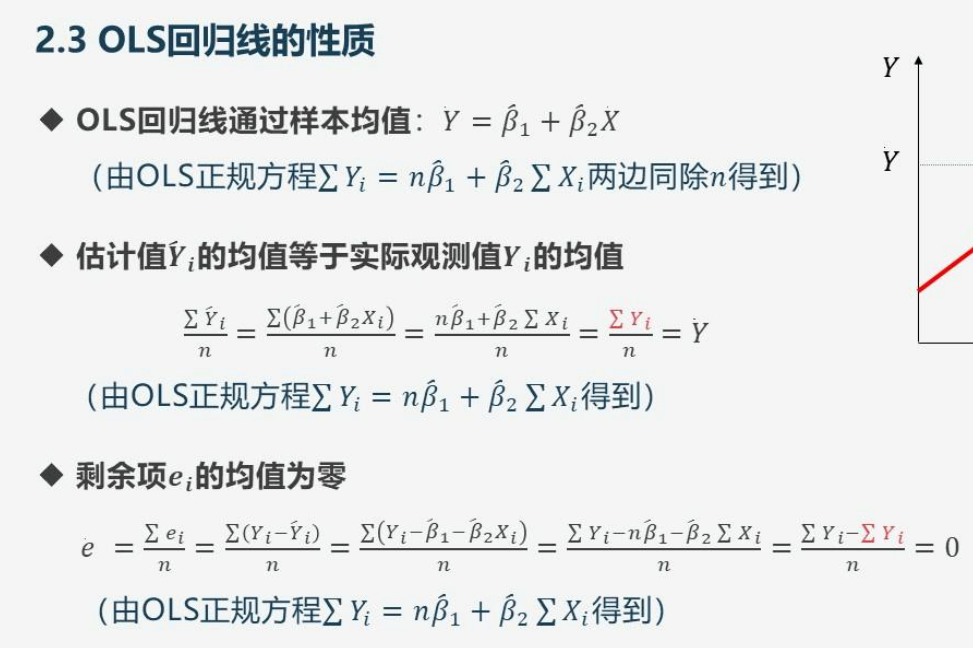 2.3 OLS回归线的性质
Y
◆ OLS回归线通过样本均值：Ẏ = β́₁ + β́₂Ẋ
Ẏ
（由OLS正规方程∑ Yᵢ = nβ́₁ + β́₂ ∑ Xᵢ两边同除n得到）
◆ 估计值Ýᵢ的均值等于实际观测值Yᵢ的均值
∑ Ýᵢ/n = ∑(β́₁+β́₂Xᵢ)/n = nβ́₁+β́₂ ∑ Xᵢ/n = ∑ Yᵢ/n = Ẏ
（由OLS正规方程∑ Yᵢ = nβ́₁ + β́₂ ∑ Xᵢ得到）
◆ 剩余项eᵢ的均值为零
ė = ∑ eᵢ/n = ∑(Yᵢ−Ýᵢ)/n = ∑(Yᵢ−β́₁−β́₂Xᵢ)/n = ∑ Yᵢ−nβ́₁−β́₂ ∑ Xᵢ/n = ∑ Yᵢ−∑ Yᵢ/n = 0
（由OLS正规方程∑ Yᵢ = nβ́₁ + β́₂ ∑ Xᵢ得到）